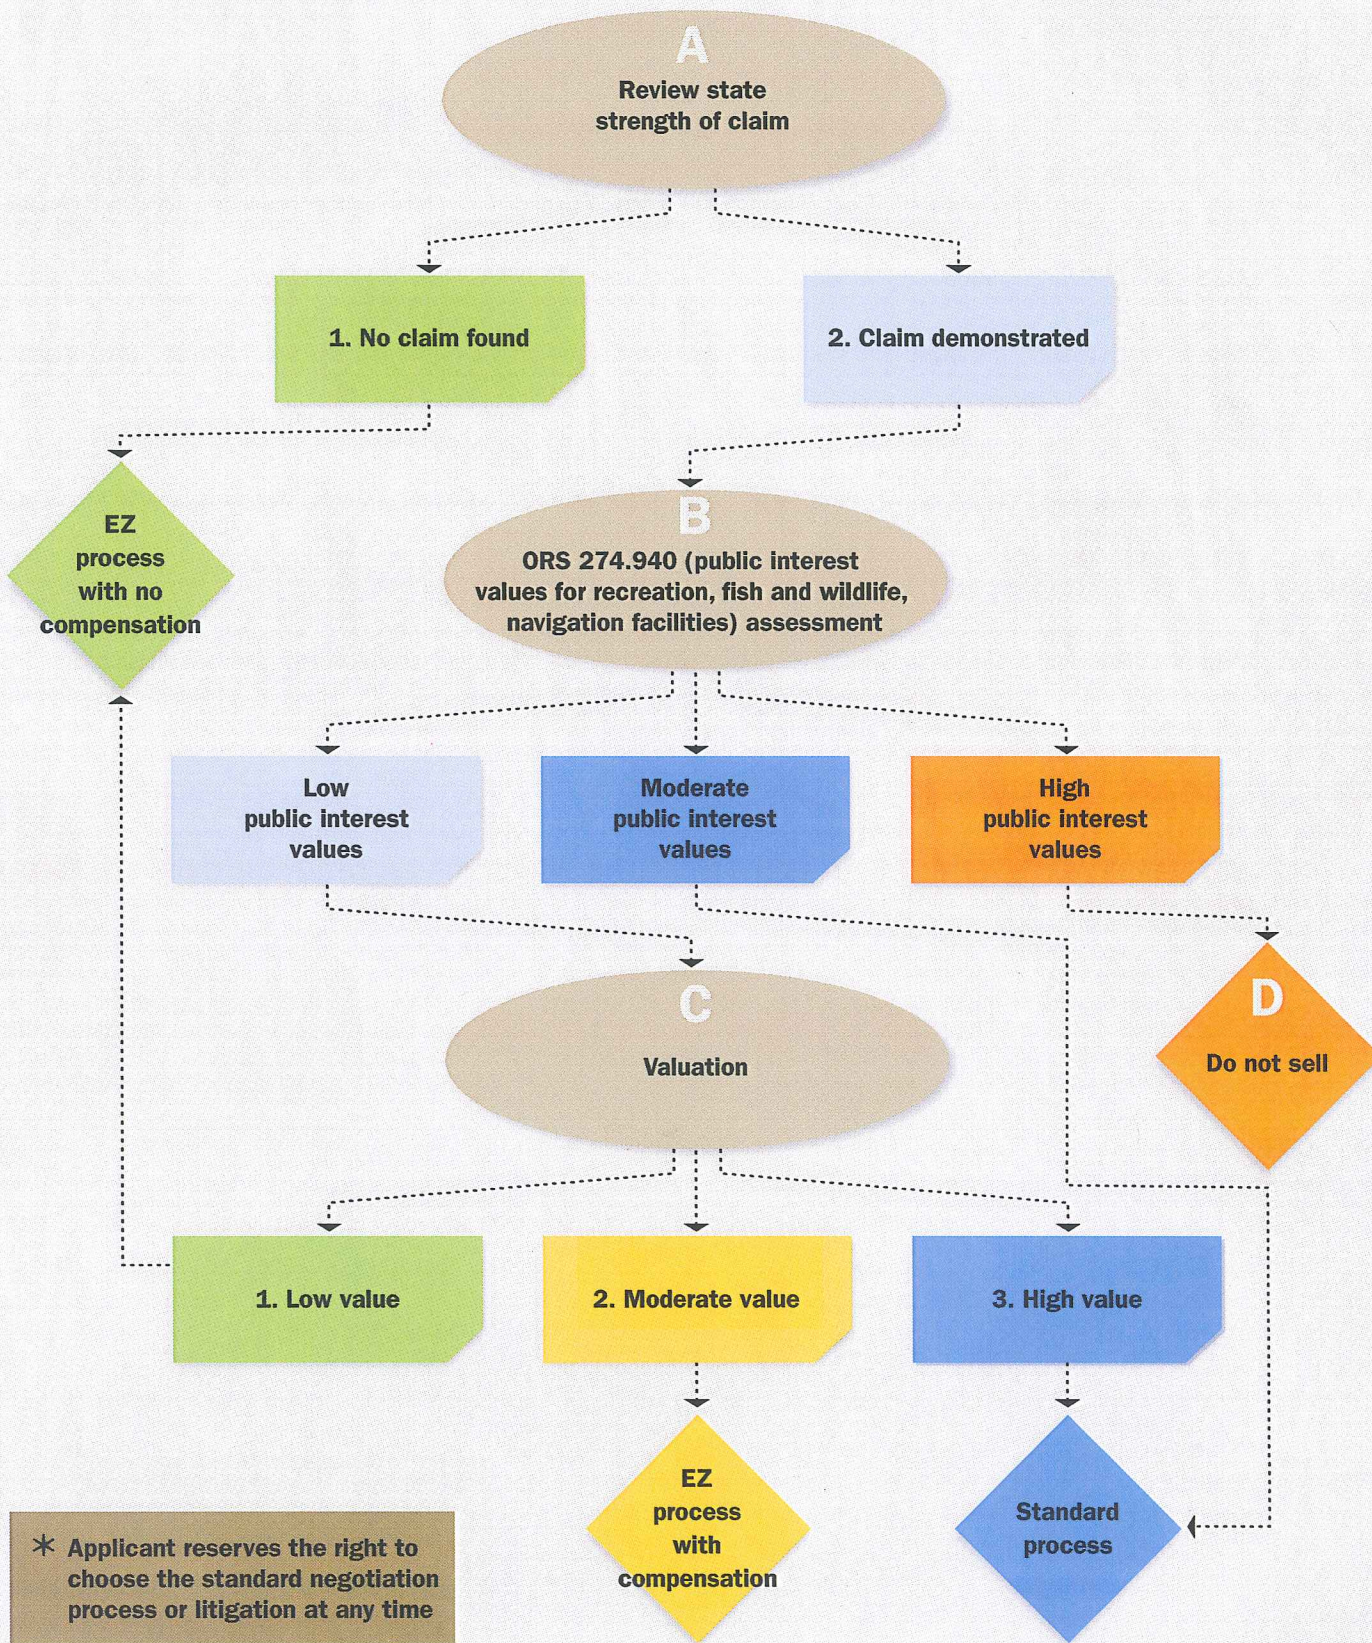 A
Review state
strength of claim
1. No claim found
2. Claim demonstrated
EZ
process
with no
compensation
B
ORS 274.940 (public interest
values for recreation, fish and wildlife,
navigation facilities) assessment
Low
public interest
values
Moderate
public interest
values
High
public interest
values
C
Valuation
D
Do not sell
1. Low value
2. Moderate value
3. High value
EZ
process
with
compensation
Standard
process
* Applicant reserves the right to
choose the standard negotiation
process or litigation at any time